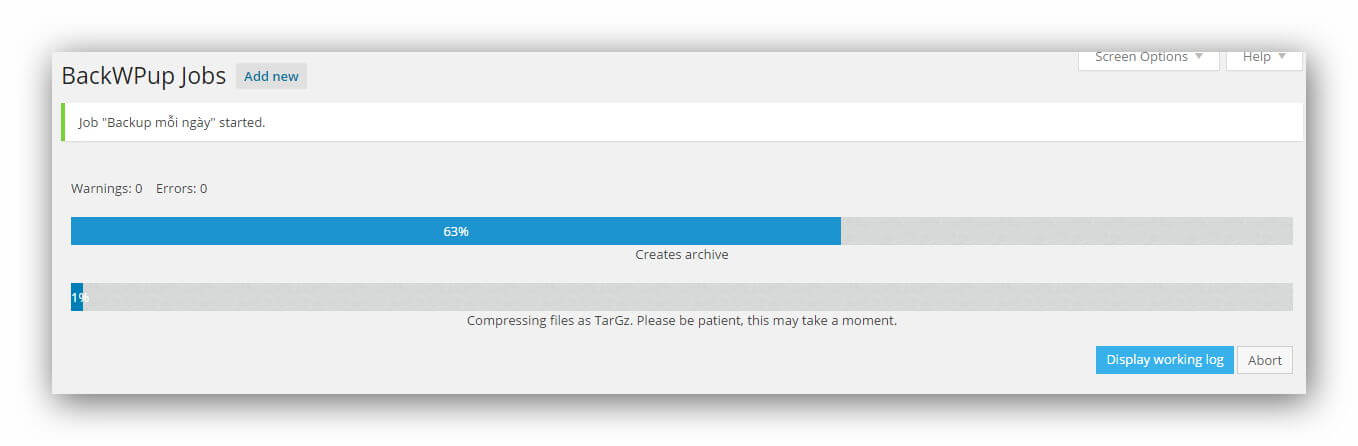 Screen Options Help
BackWPup Jobs Add new
Job "Backup mỗi ngày" started.
Warnings: 0 Errors: 0
63%
Creates archive
1%
Compressing files as TarGz. Please be patient, this may take a moment.
Display working log Abort